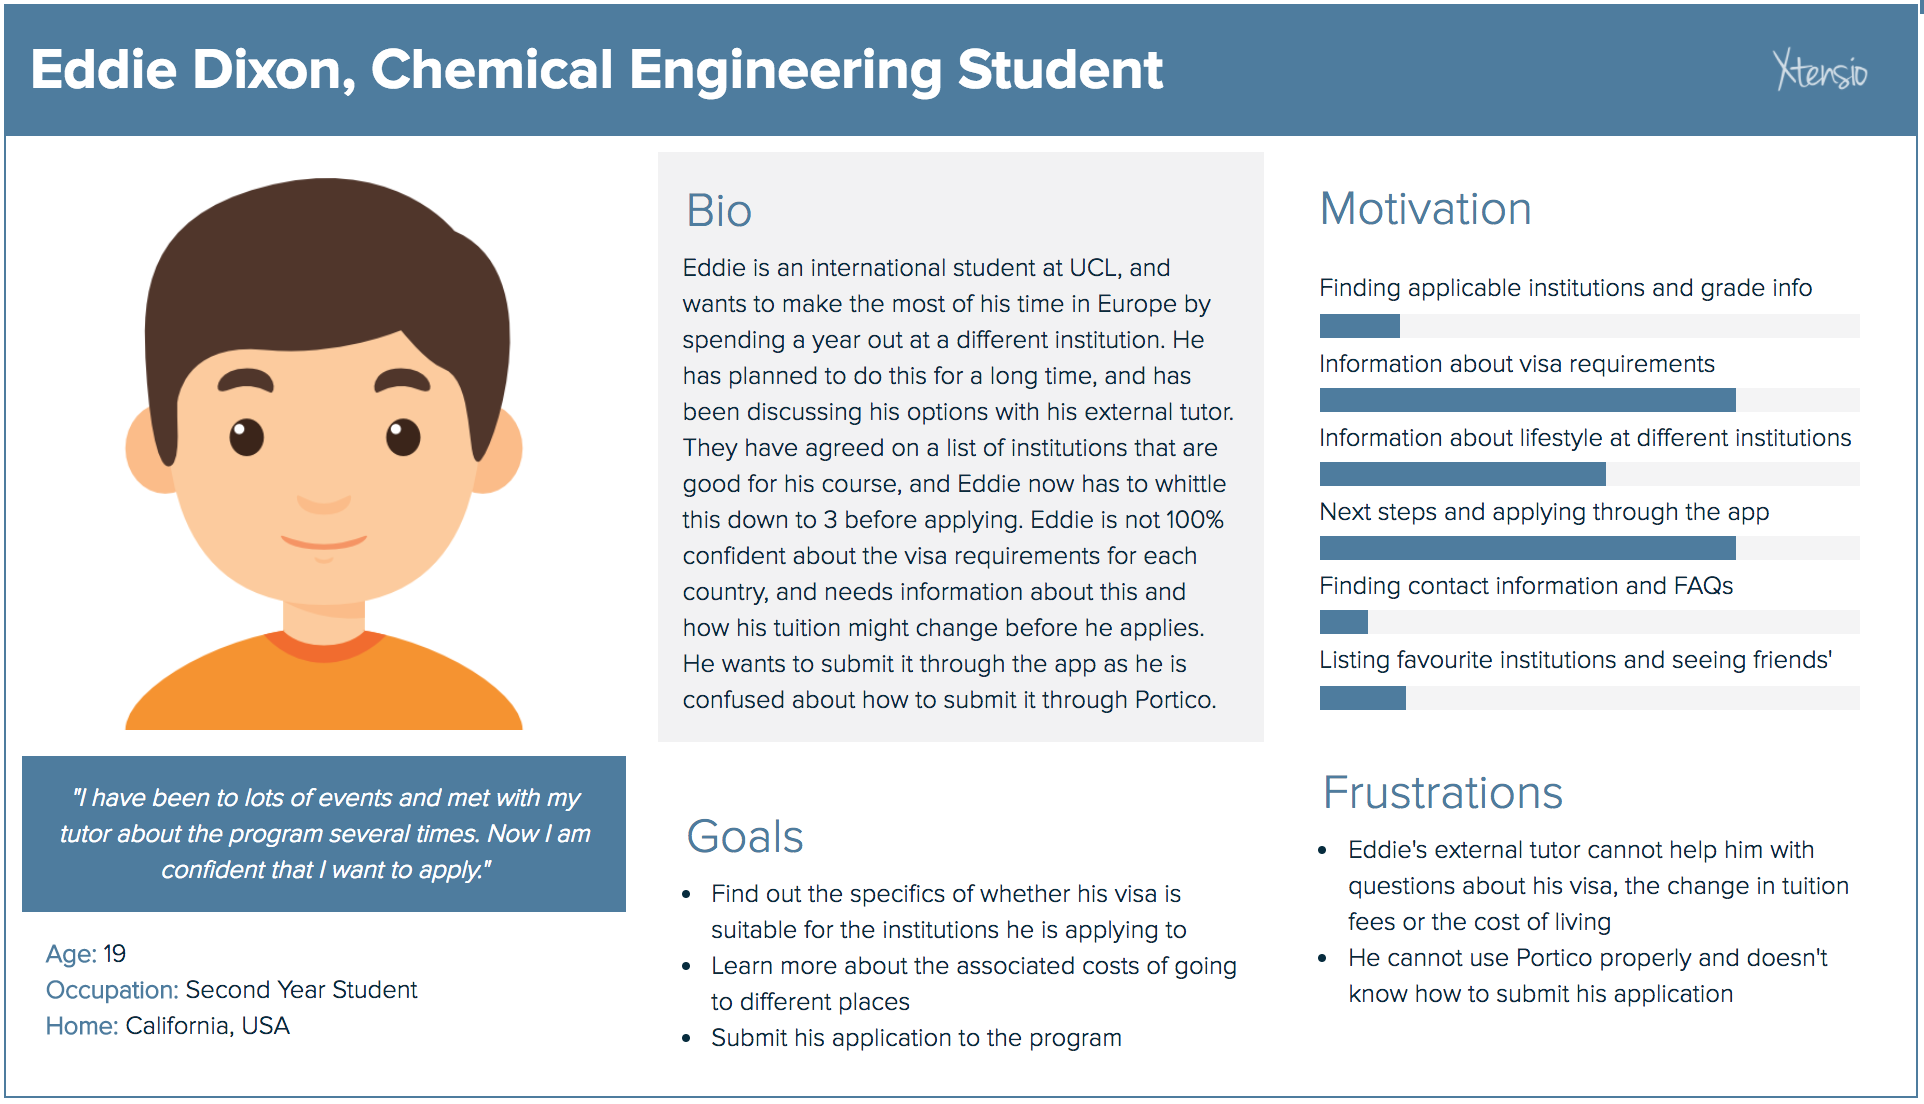 Eddie Dixon, Chemical Engineering Student
Xtensio
"I have been to lots of events and met with my
tutor about the program several times. Now I am
confident that I want to apply."
Age: 19
Occupation: Second Year Student
Home: California, USA
Bio
Eddie is an international student at UCL, and
wants to make the most of his time in Europe by
spending a year out at a different institution. He
has planned to do this for a long time, and has
been discussing his options with his external tutor.
They have agreed on a list of institutions that are
good for his course, and Eddie now has to whittle
this down to 3 before applying. Eddie is not 100%
confident about the visa requirements for each
country, and needs information about this and
how his tuition might change before he applies.
He wants to submit it through the app as he is
confused about how to submit it through Portico.
Goals
• Find out the specifics of whether his visa is
suitable for the institutions he is applying to
• Learn more about the associated costs of going
to different places
• Submit his application to the program
Motivation
Finding applicable institutions and grade info
Information about visa requirements
Information about lifestyle at different institutions
Next steps and applying through the app
Finding contact information and FAQs
Listing favourite institutions and seeing friends'
Frustrations
• Eddie's external tutor cannot help him with
questions about his visa, the change in tuition
fees or the cost of living
• He cannot use Portico properly and doesn't
know how to submit his application